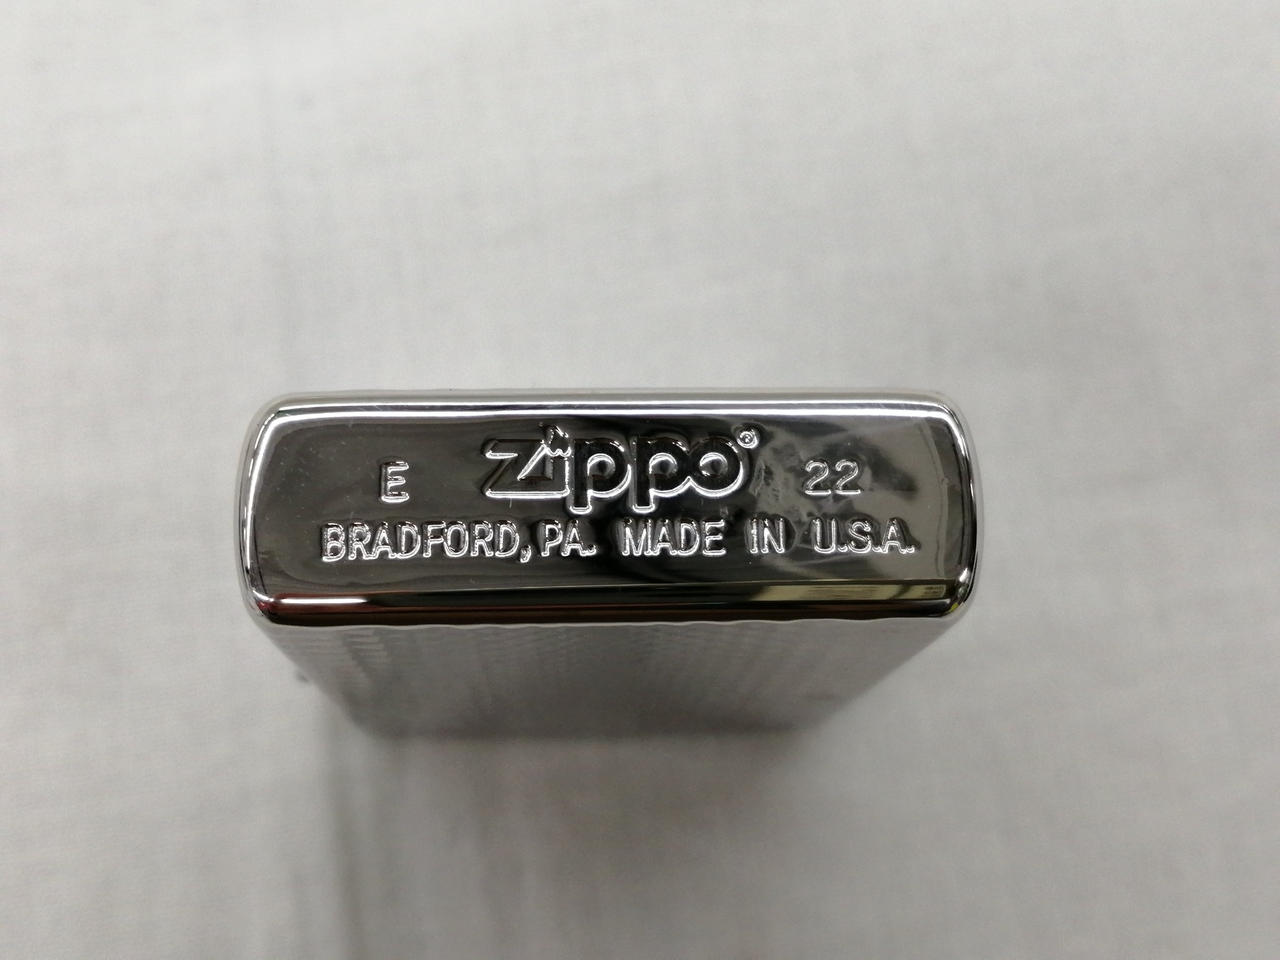 E Zippo® 22
BRADFORD, PA. MADE IN U.S.A.